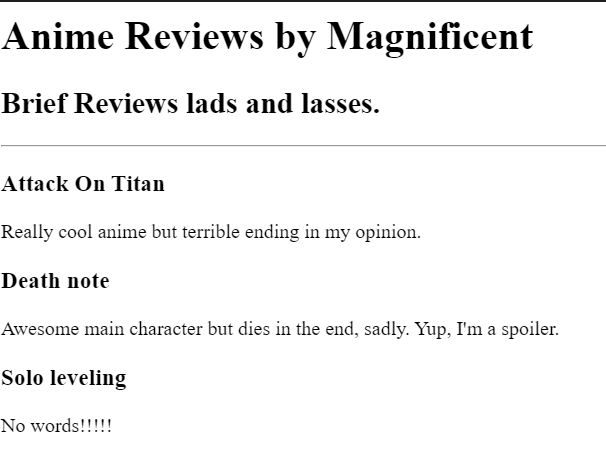 Anime Reviews by Magnificent
Brief Reviews lads and lasses.
Attack On Titan
Really cool anime but terrible ending in my opinion.
Death note
Awesome main character but dies in the end, sadly. Yup, I'm a spoiler.
Solo leveling
No words!!!!!